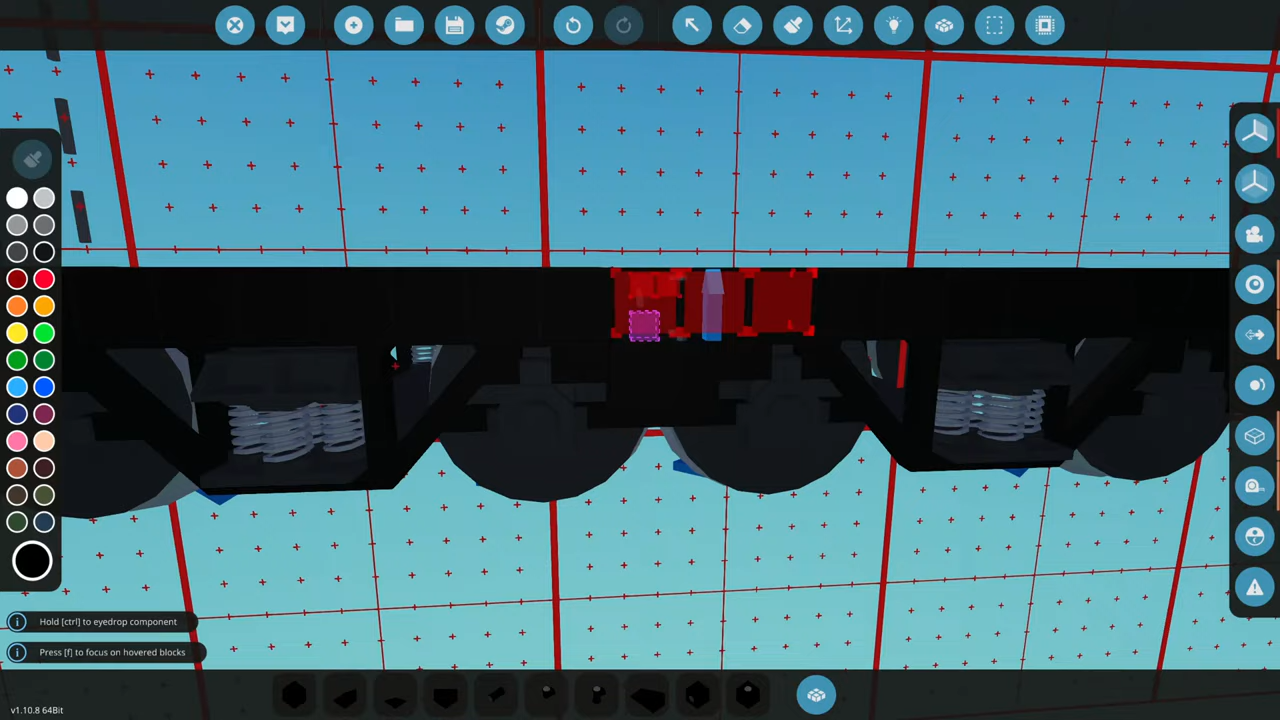 Hold [ctrl] to eyedrop component
Press [f] to focus on hovered blocks
v1.10.8 64Bit